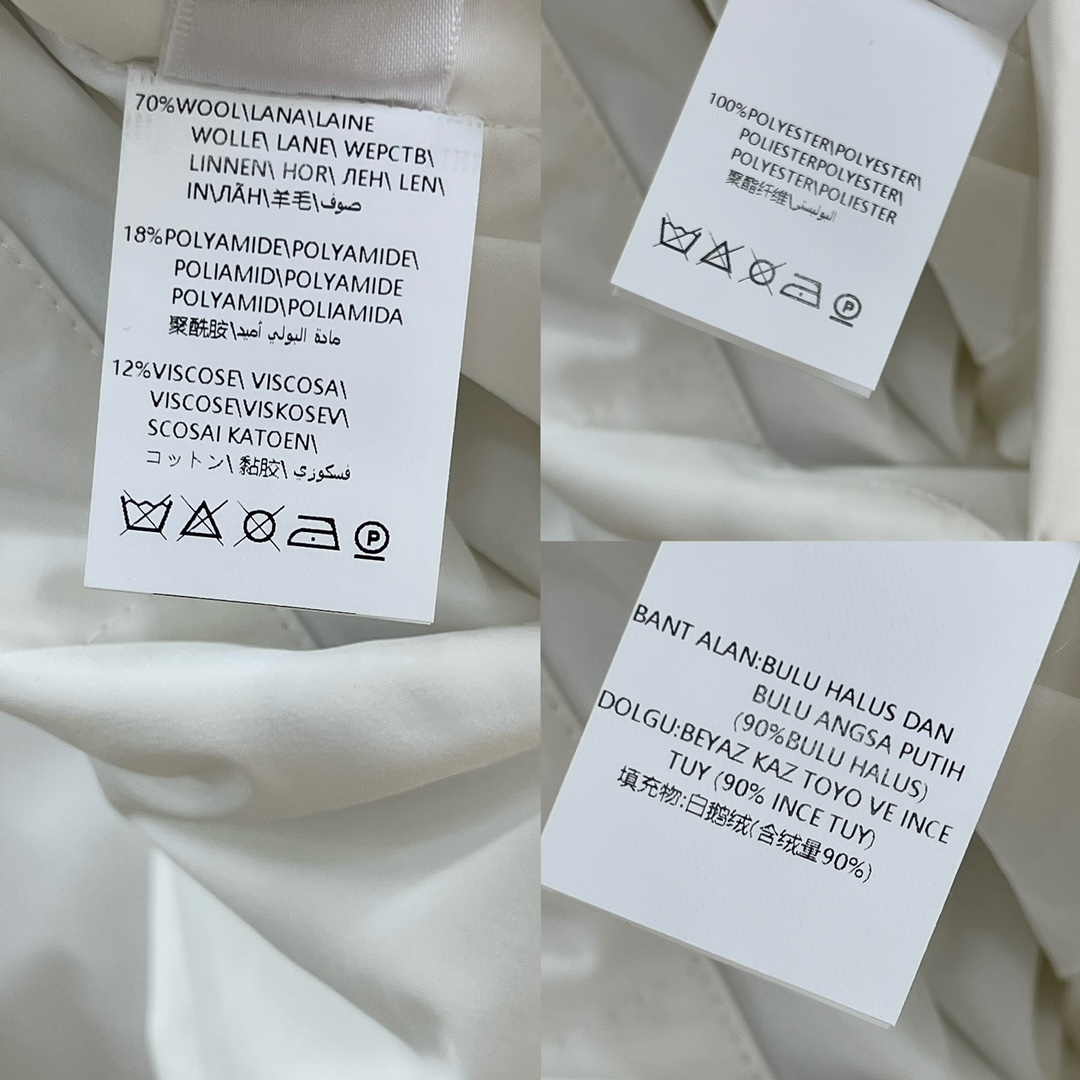 70%WOOL\LANA\LAINE
WOLLE\ LANE\ WEPCTB\
LINNEN\ HOR\ ЛЕН\ LEN\
IN\ЛÃН\羊毛\صوف
18%POLYAMIDE\POLYAMIDE\
POLIAMID\POLYAMIDE
POLYAMID\POLIAMIDA
聚酰胺\مادة البولي أميد
12%VISCOSE\ VISCOSA\
VISCOSE\VISKOSEV\
SCOSAI KATOEN\
コットン\ 黏胶\ فسكوزي
P
100%POLYESTER\POLYESTER\
POLIESTERPOLYESTER\
POLYESTER\POLIESTER
聚酯纤维\البوليستر
P
BANT ALAN:BULU HALUS DAN
BULU ANGSA PUTIH
(90%BULU HALUS)
DOLGU:BEYAZ KAZ TOYO VE INCE
TUY (90% INCE TUY)
填充物:白鹅绒(含绒量90%)